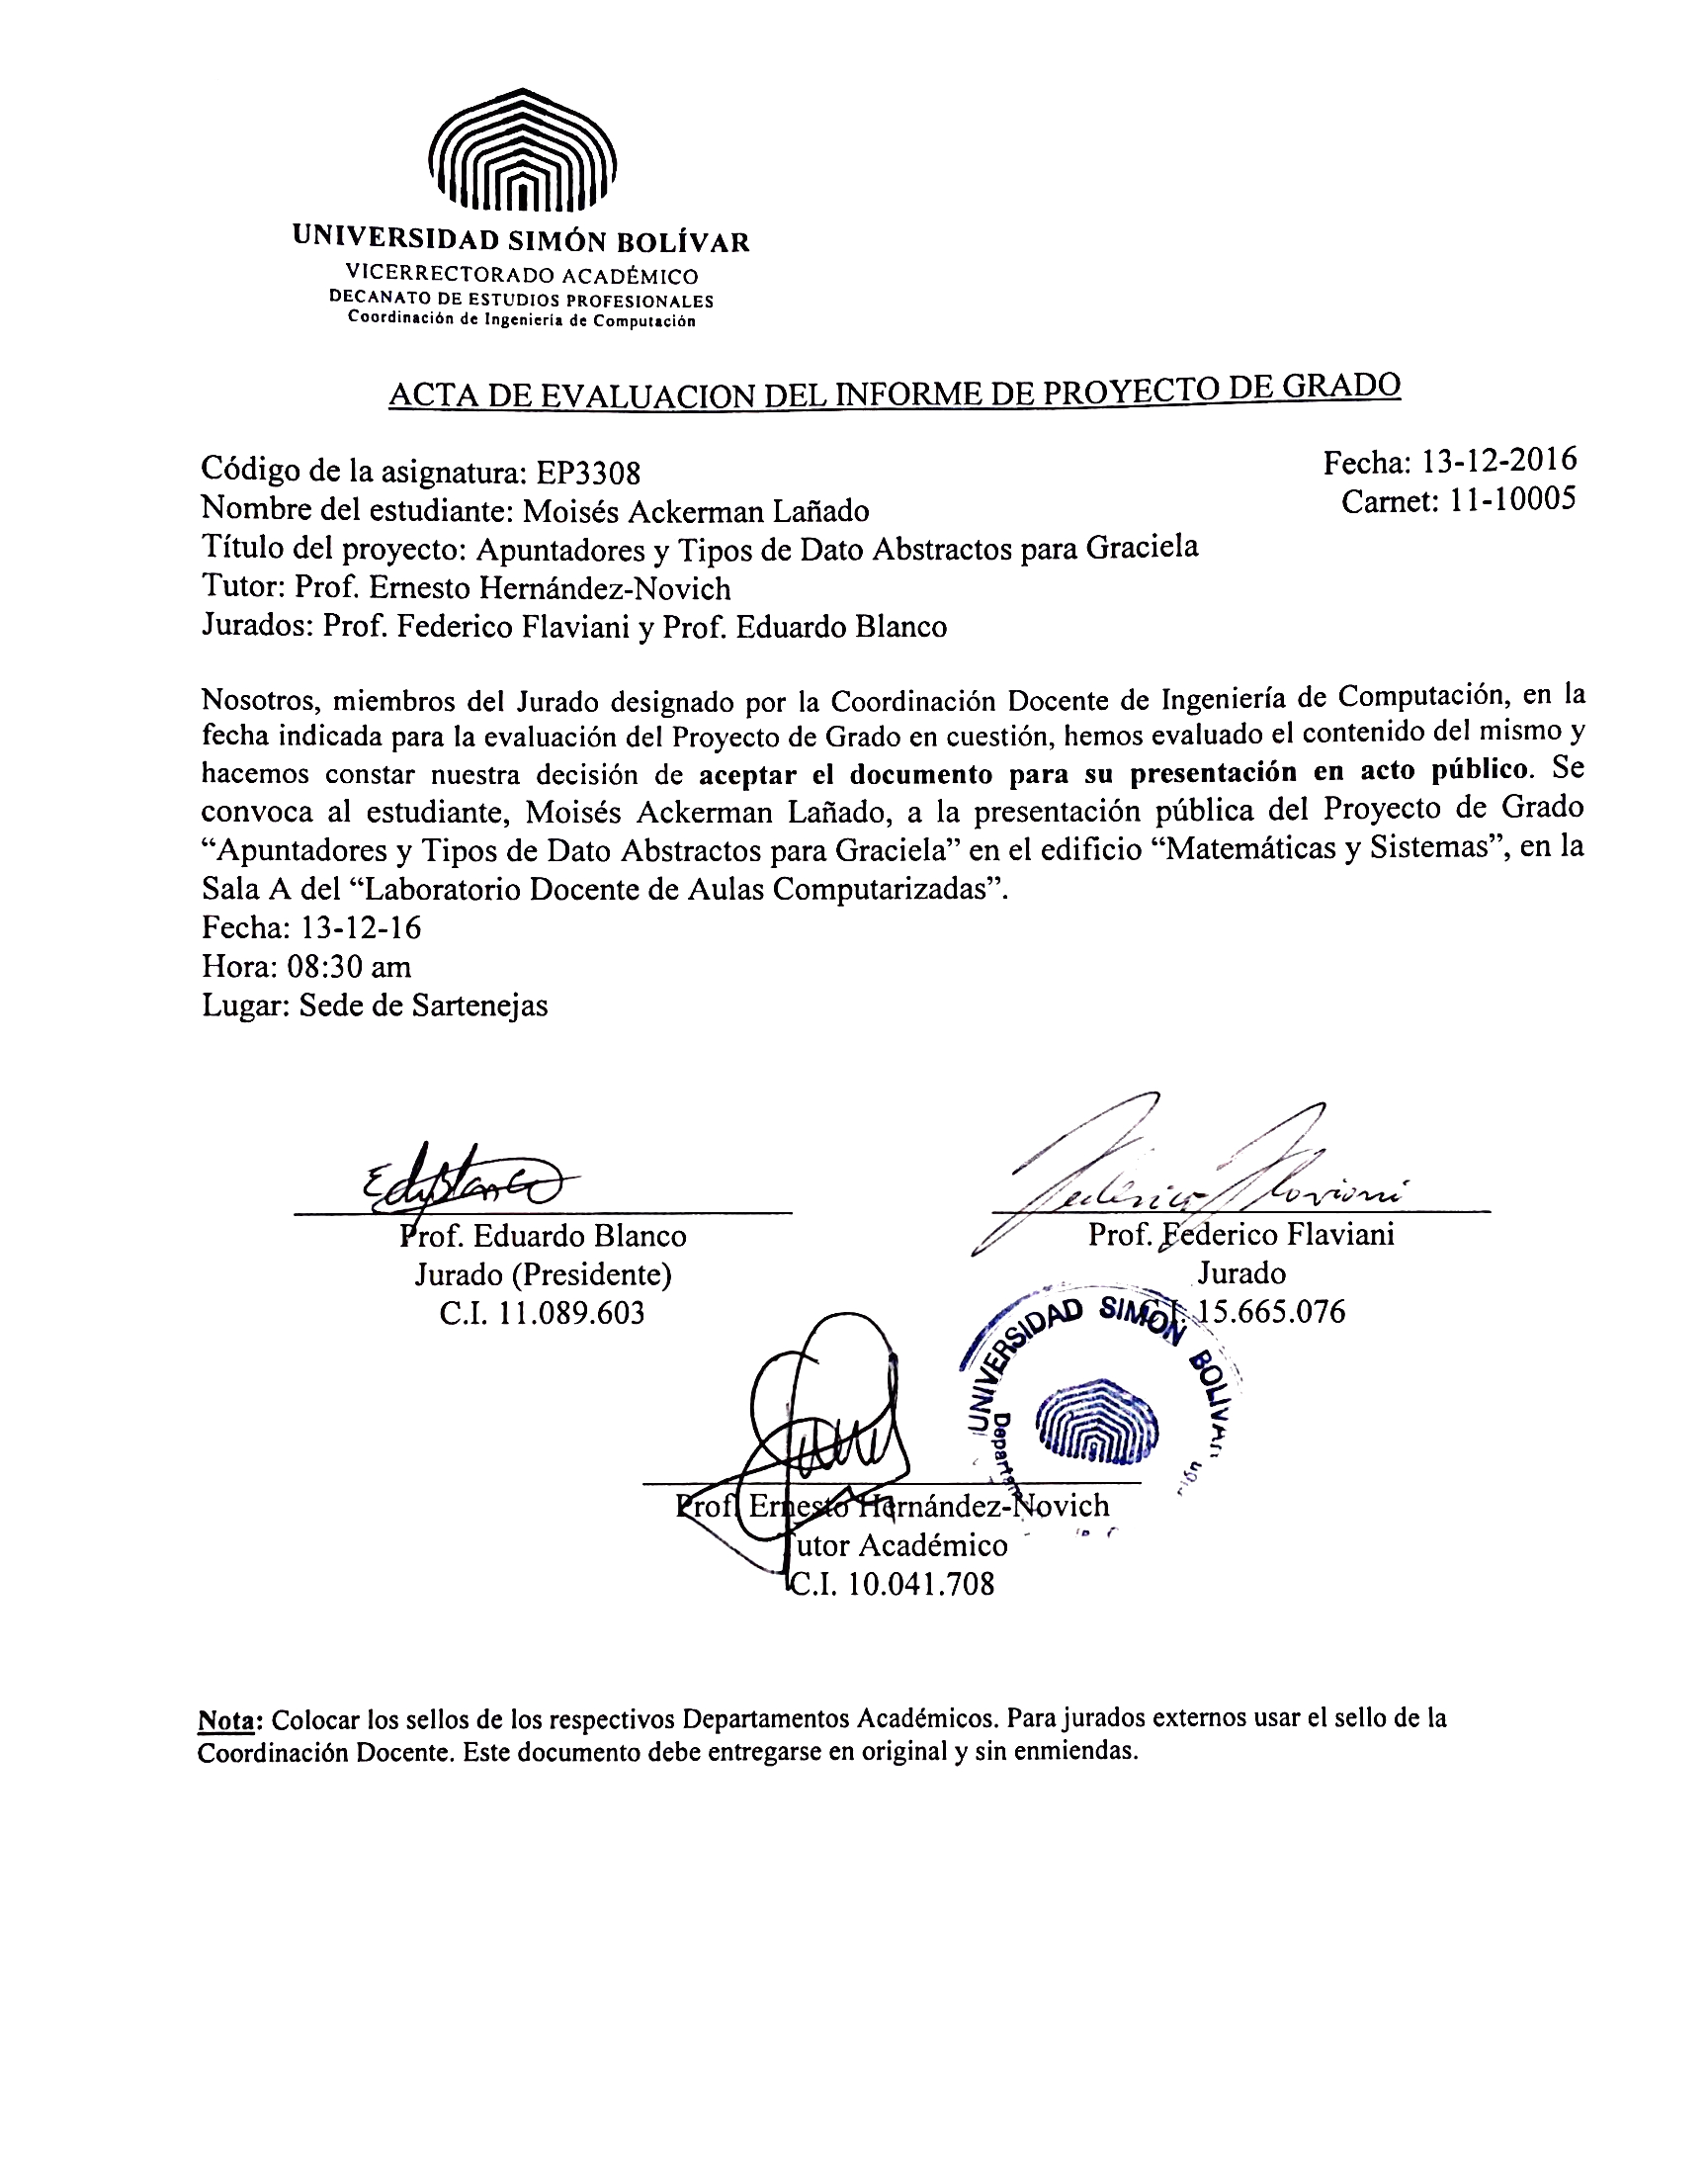 UNIVERSIDAD SIMÓN BOLÍVAR
VICERRECTORADO ACADÉMICO
DECANATO DE ESTUDIOS PROFESIONALES
Coordinación de Ingeniería de Computación
ACTA DE EVALUACION DEL INFORME DE PROYECTO DE GRADO
Código de la asignatura: EP3308
Fecha: 13-12-2016
Nombre del estudiante: Moisés Ackerman Lañado
Carnet: 11-10005
Título del proyecto: Apuntadores y Tipos de Dato Abstractos para Graciela
Tutor: Prof. Ernesto Hernández-Novich
Jurados: Prof. Federico Flaviani y Prof. Eduardo Blanco
Nosotros, miembros del Jurado designado por la Coordinación Docente de Ingeniería de Computación, en la
fecha indicada para la evaluación del Proyecto de Grado en cuestión, hemos evaluado el contenido del mismo y
hacemos constar nuestra decisión de aceptar el documento para su presentación en acto público. Se
convoca al estudiante, Moisés Ackerman Lañado, a la presentación pública del Proyecto de Grado
“Apuntadores y Tipos de Dato Abstractos para Graciela” en el edificio “Matemáticas y Sistemas”, en la
Sala A del “Laboratorio Docente de Aulas Computarizadas”.
Fecha: 13-12-16
Hora: 08:30 am
Lugar: Sede de Sartenejas
Federico Flaviani
Prof. Eduardo Blanco
Jurado (Presidente)
C.I. 11.089.603
Prof. Federico Flaviani
Jurado
C.I. 15.665.076
UNIVERSIDAD SIMON BOLIVAR
Prof. Ernesto Hernández-Novich
Tutor Académico
C.I. 10.041.708
Nota: Colocar los sellos de los respectivos Departamentos Académicos. Para jurados externos usar el sello de la
Coordinación Docente. Este documento debe entregarse en original y sin enmiendas.